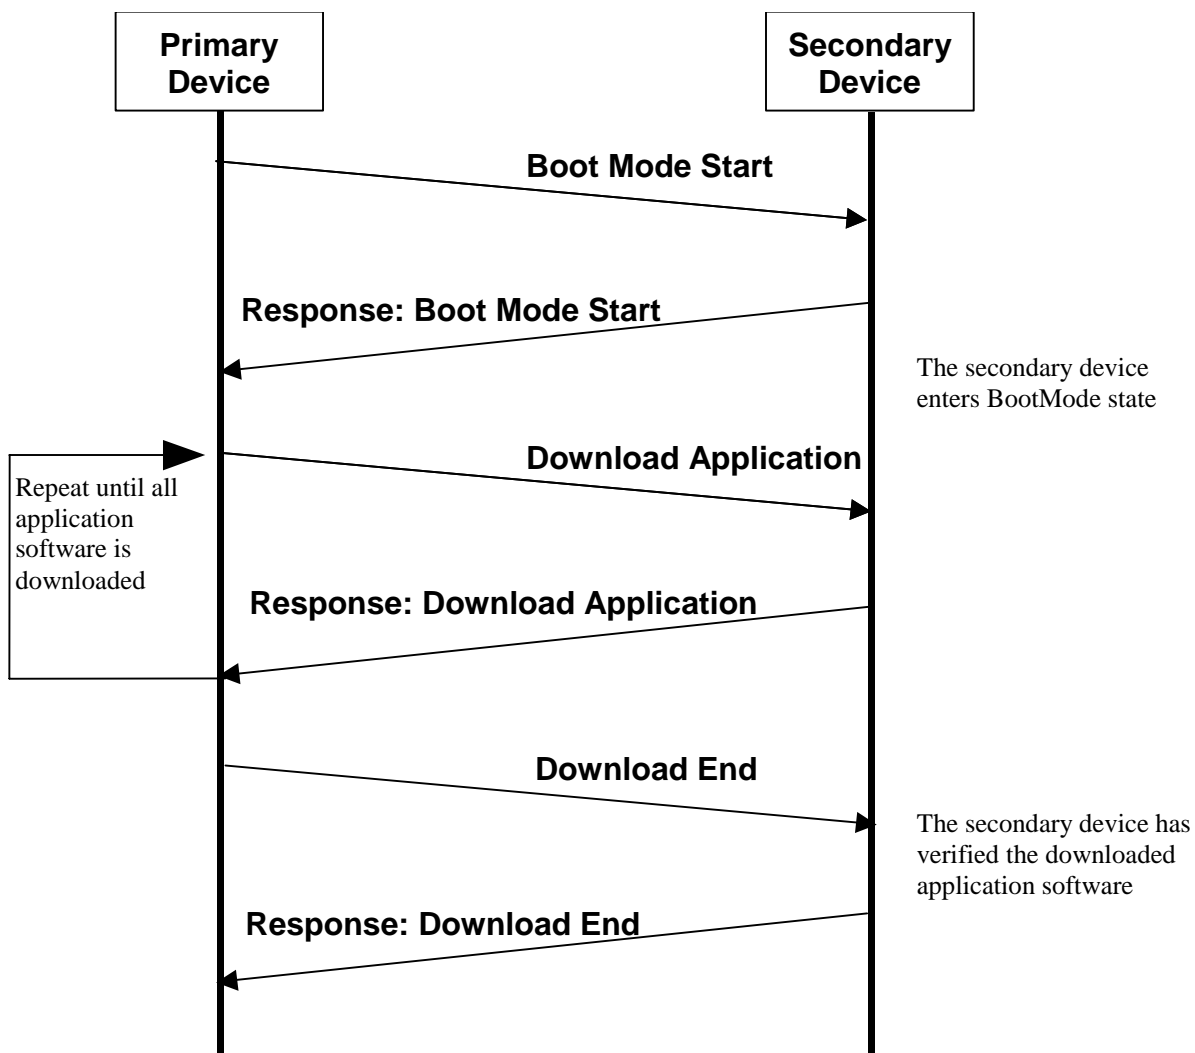 Primary
Device
Secondary
Device
Boot Mode Start
Response: Boot Mode Start
The secondary device
enters BootMode state
Download Application
Repeat until all
application
software is
downloaded
Response: Download Application
Download End
The secondary device has
verified the downloaded
application software
Response: Download End